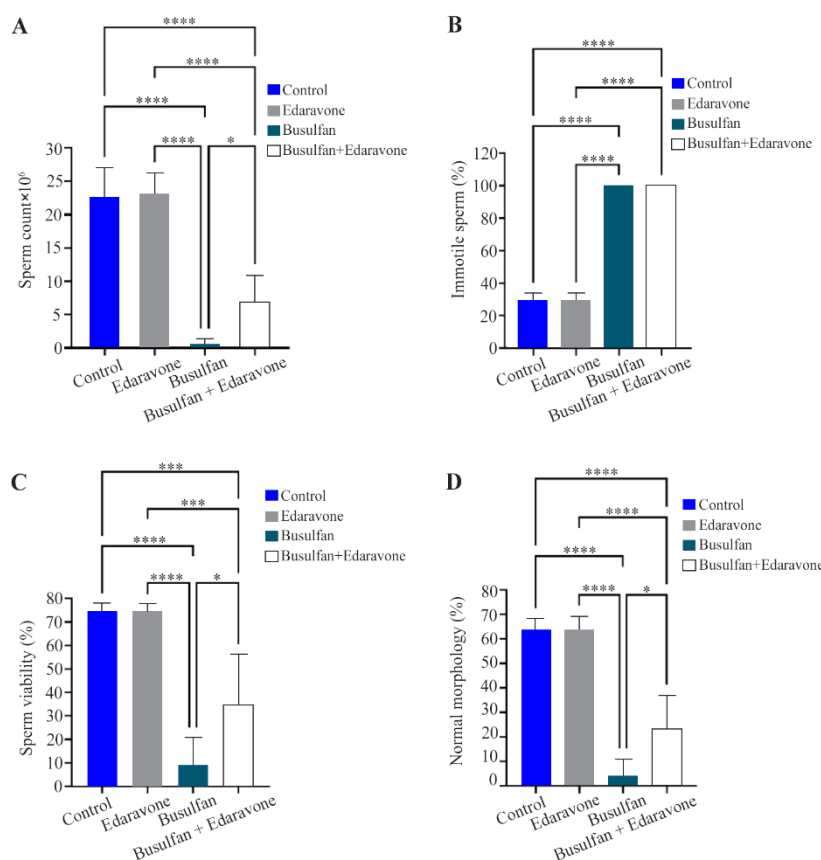 A
****
****
****
****
*
Control
Edaravone
Busulfan
Busulfan+Edaravone
Sperm count×10⁶
30
25
20
15
10
5
0
Control
Edaravone
Busulfan
Busulfan + Edaravone
B
****
****
****
****
Control
Edaravone
Busulfan
Busulfan+Edaravone
Immotile sperm (%)
120
100
80
60
40
20
0
Control
Edaravone
Busulfan
Busulfan + Edaravone
C
***
***
****
****
*
Control
Edaravone
Busulfan
Busulfan+Edaravone
Sperm viability (%)
80
70
60
50
40
30
20
10
0
Control
Edaravone
Busulfan
Busulfan + Edaravone
D
****
****
****
****
*
Control
Edaravone
Busulfan
Busulfan+Edaravone
Normal morphology (%)
80
70
60
50
40
30
20
10
0
Control
Edaravone
Busulfan
Busulfan + Edaravone